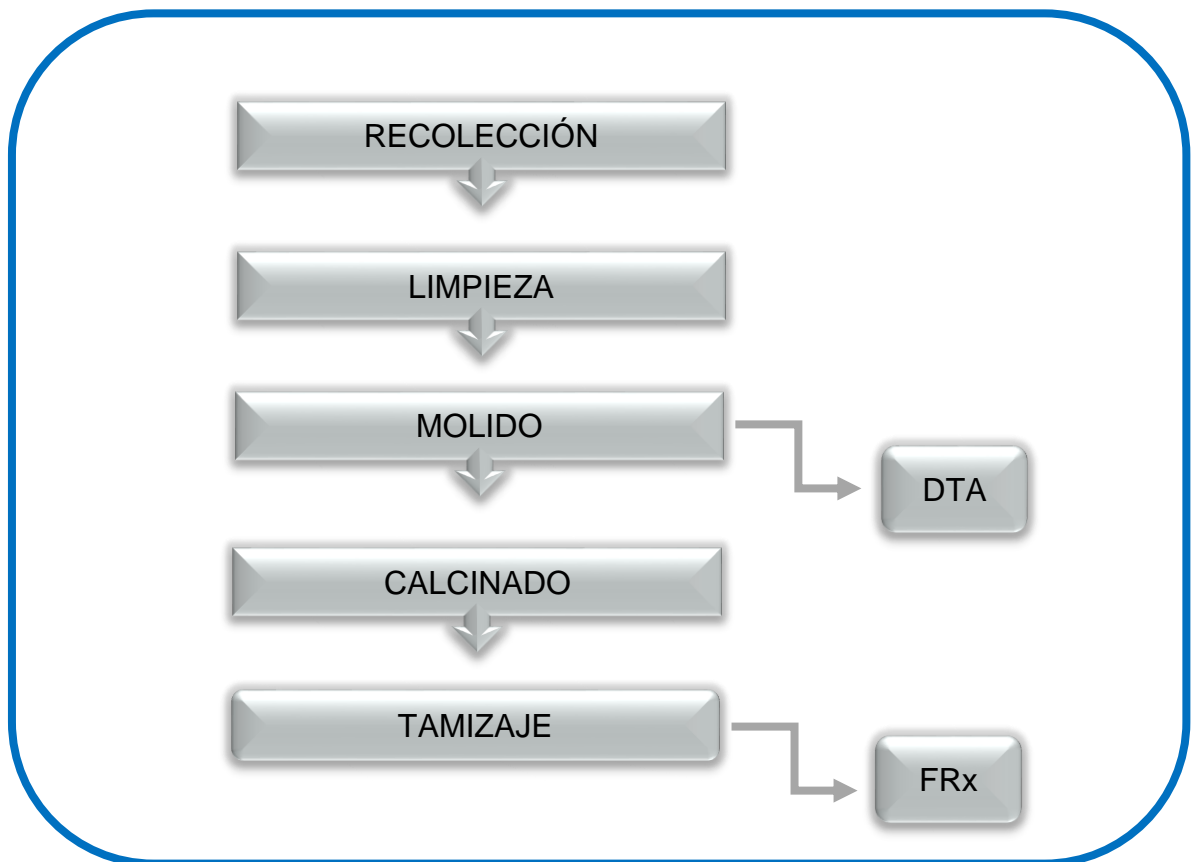 RECOLECCIÓN
LIMPIEZA
MOLIDO
DTA
CALCINADO
TAMIZAJE
FRx